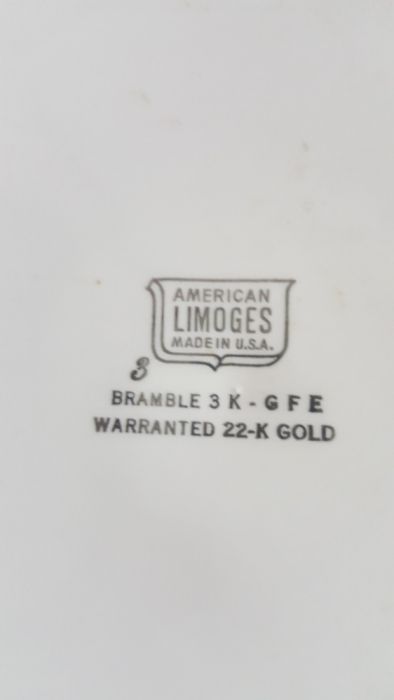 AMERICAN
LIMOGES
MADE IN U.S.A.
3
BRAMBLE 3 K - G F E
WARRANTED 22-K GOLD